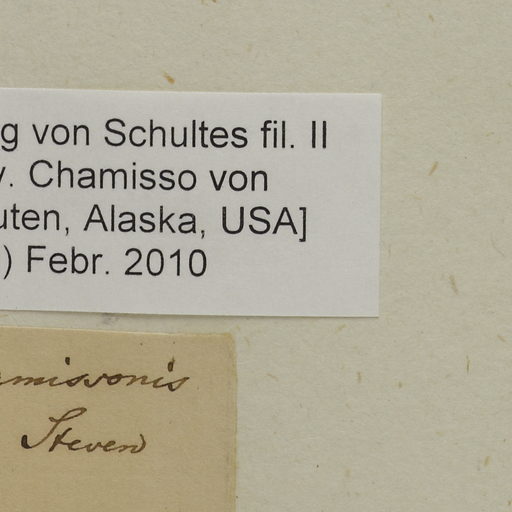 g von Schultes fil. II
v. Chamisso von
uten, Alaska, USA]
) Febr. 2010
missonis
Steven